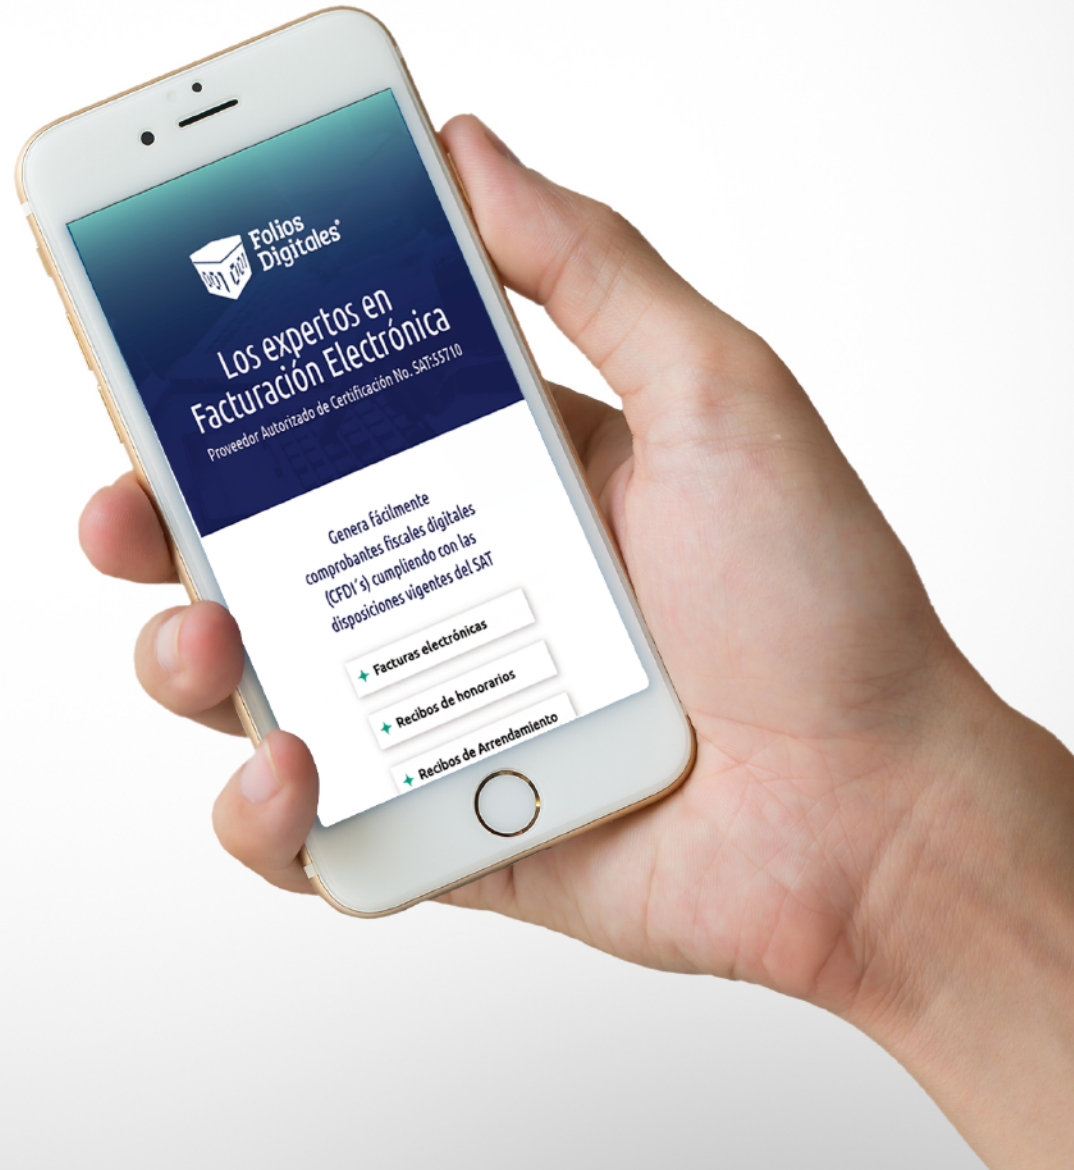 Folios
Digitales®
Los expertos en
Facturación Electrónica
Proveedor Autorizado de Certificación No. SAT:55710
Genera fácilmente
comprobantes fiscales digitales
(CFDI´s) cumpliendo con las
disposiciones vigentes del SAT
Facturas electrónicas
Recibos de honorarios
Recibos de Arrendamiento